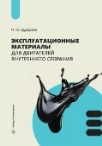 ЭКСПЛУАТАЦИОННЫЕ
МАТЕРИАЛЫ
ДЛЯ ДВИГАТЕЛЕЙ
ВНУТРЕННЕГО СГОРАНИЯ